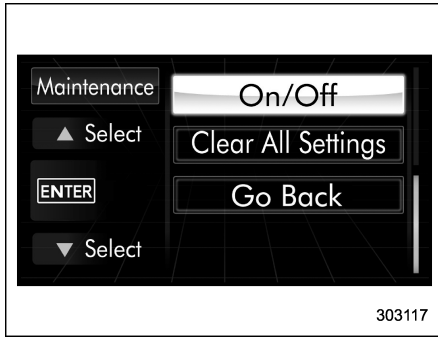 Maintenance
On/Off
▲ Select
Clear All Settings
ENTER
Go Back
▼ Select
303117